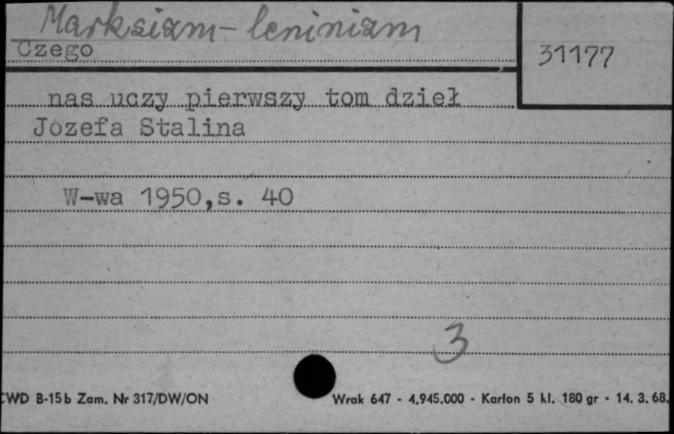 Marksizm-leninizm
Czego
31177
nas uczy pierwszy tom dzieł
Józefa Stalina
W-wa 1950,s. 40
3
CWD B-15b Zam. Nr 317/DW/ON
Wrak 647 - 4.945.000 - Karton 5 kl. 180 gr - 14. 3. 68.